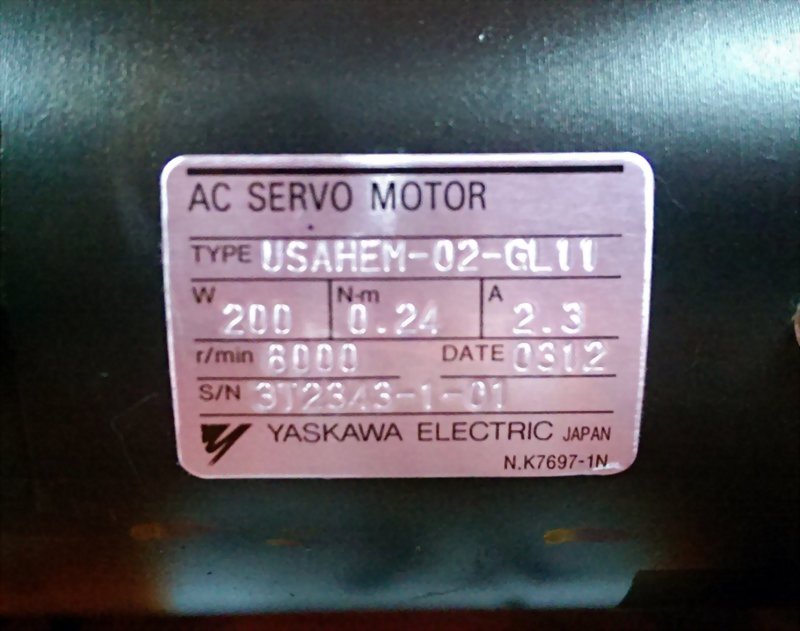 AC SERVO MOTOR
TYPE USAHEM-02-GL11
W 200 N-m 0.24 A 2.3
r/min 8000 DATE 0312
S/N 3T2343-1-01
YASKAWA ELECTRIC JAPAN
N.K7697-1N